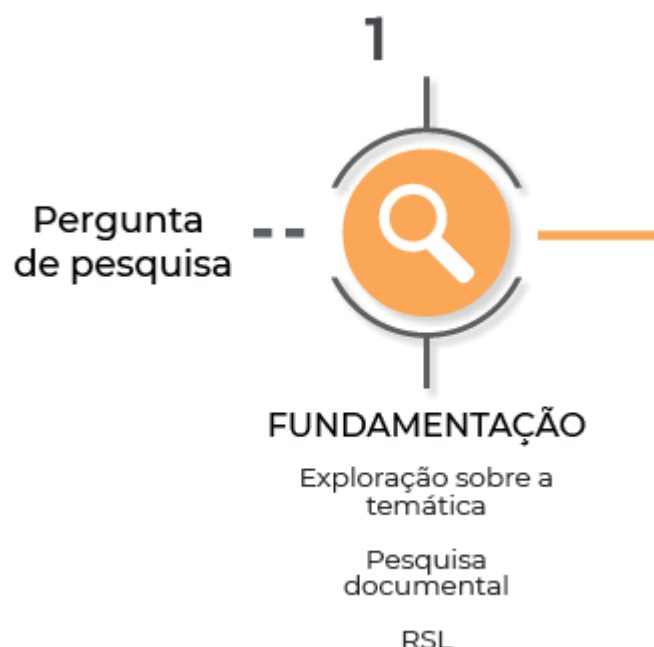 1
Pergunta
de pesquisa
FUNDAMENTAÇÃO
Exploração sobre a
temática
Pesquisa
documental
RSL